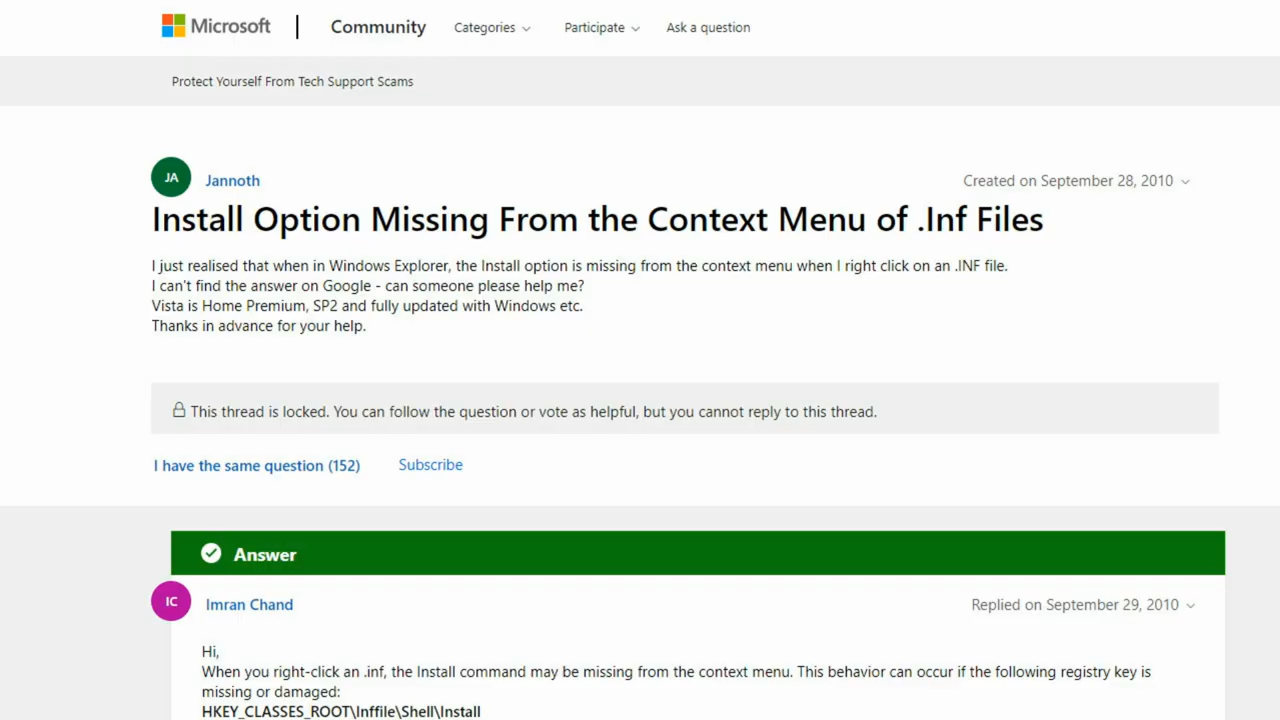 Microsoft
Community
Categories
Participate
Ask a question
Protect Yourself From Tech Support Scams
JA
Jannoth
Created on September 28, 2010
Install Option Missing From the Context Menu of .Inf Files
I just realised that when in Windows Explorer, the Install option is missing from the context menu when I right click on an .INF file.
I can't find the answer on Google - can someone please help me?
Vista is Home Premium, SP2 and fully updated with Windows etc.
Thanks in advance for your help.
This thread is locked. You can follow the question or vote as helpful, but you cannot reply to this thread.
I have the same question (152)
Subscribe
Answer
IC
Imran Chand
Replied on September 29, 2010
Hi,
When you right-click an .inf, the Install command may be missing from the context menu. This behavior can occur if the following registry key is
missing or damaged:
HKEY_CLASSES_ROOT\Inffile\Shell\Install